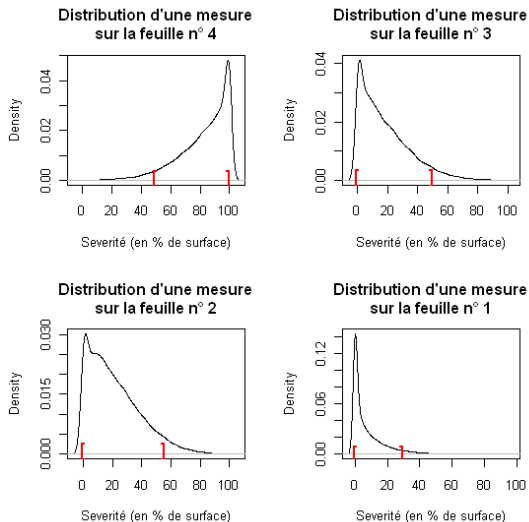 Distribution d'une mesure
sur la feuille n° 4
Density
0.00 0.02 0.04
0 20 40 60 80 100
Severité (en % de surface)
Distribution d'une mesure
sur la feuille n° 3
Density
0.00 0.02 0.04
0 20 40 60 80 100
Severité (en % de surface)
Distribution d'une mesure
sur la feuille n° 2
Density
0.000 0.015 0.030
0 20 40 60 80 100
Severité (en % de surface)
Distribution d'une mesure
sur la feuille n° 1
Density
0.00 0.06 0.12
0 20 40 60 80 100
Severité (en % de surface)